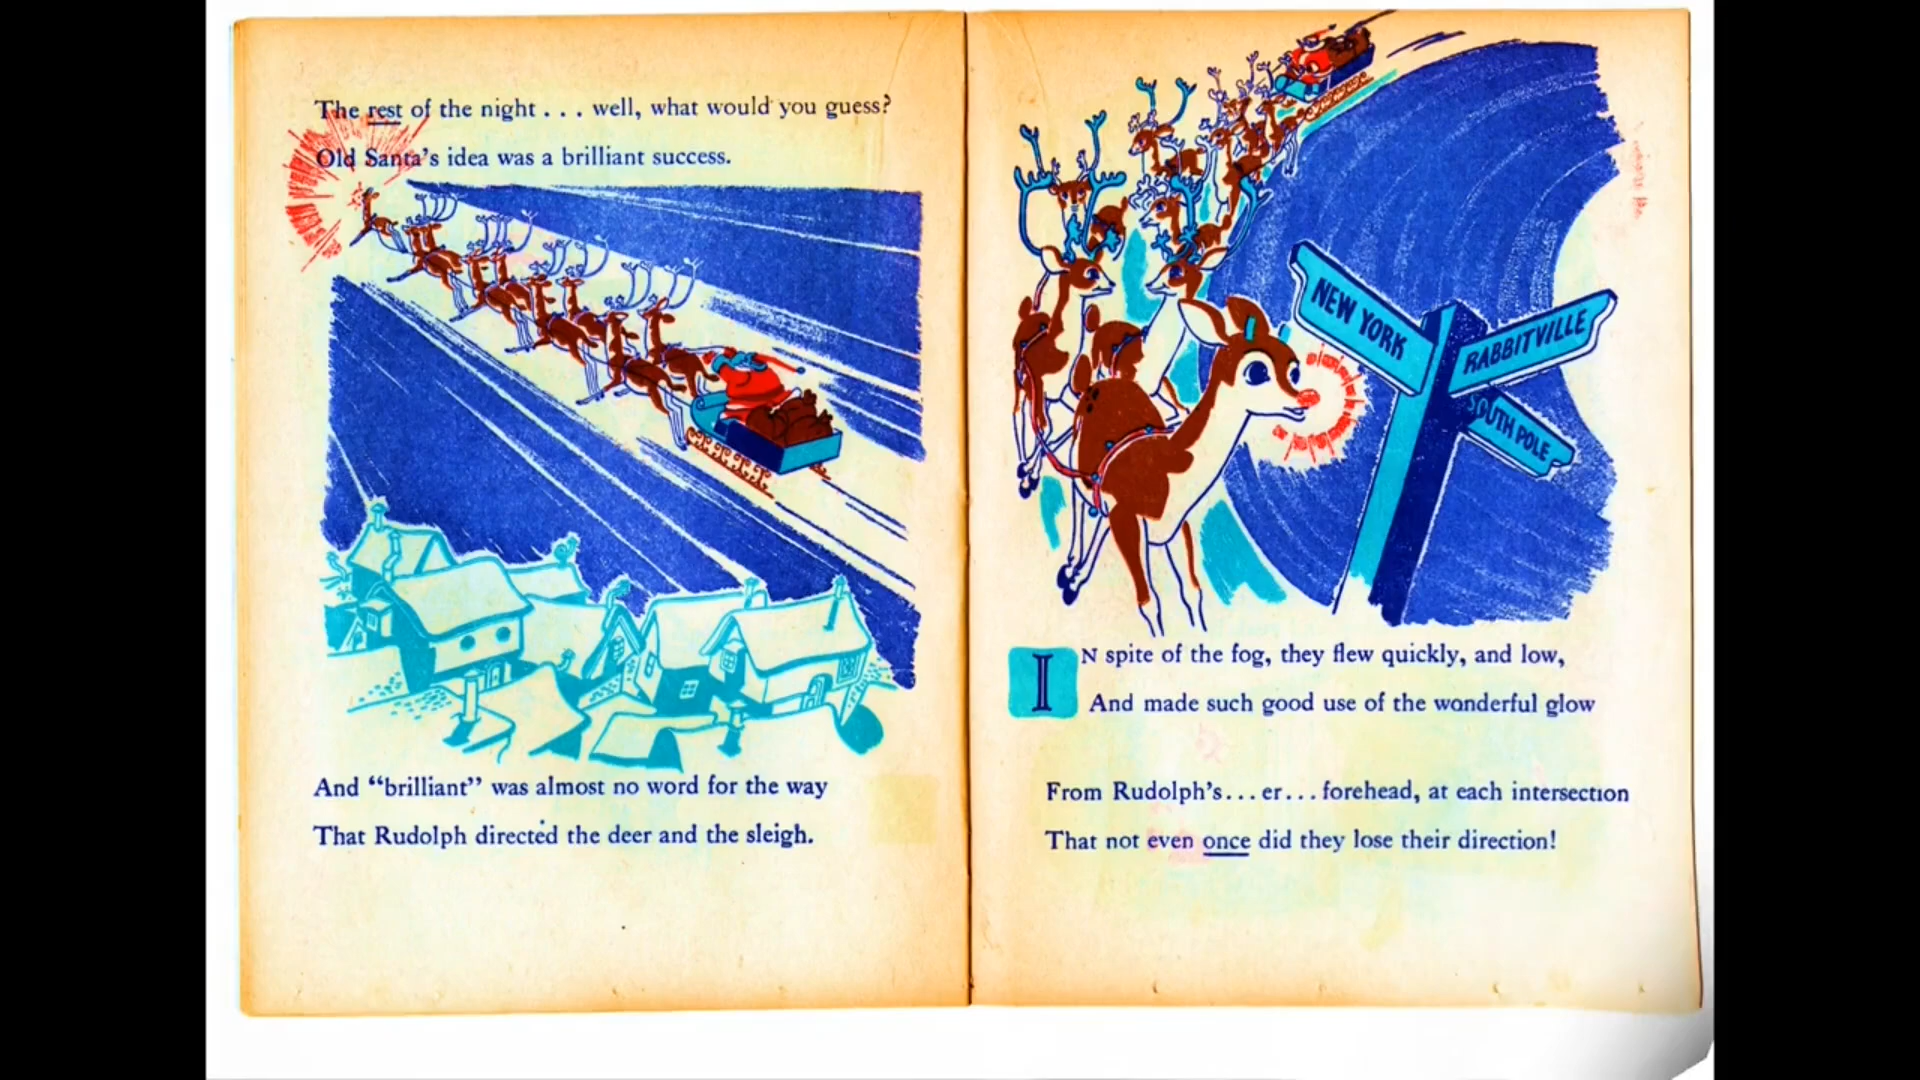 The rest of the night . . . well, what would you guess?
Old Santa's idea was a brilliant success.
And “brilliant” was almost no word for the way
That Rudolph directed the deer and the sleigh.
NEW YORK
RABBITVILLE
SOUTH POLE
IN spite of the fog, they flew quickly, and low,
And made such good use of the wonderful glow
From Rudolph's...er...forehead, at each intersection
That not even once did they lose their direction!